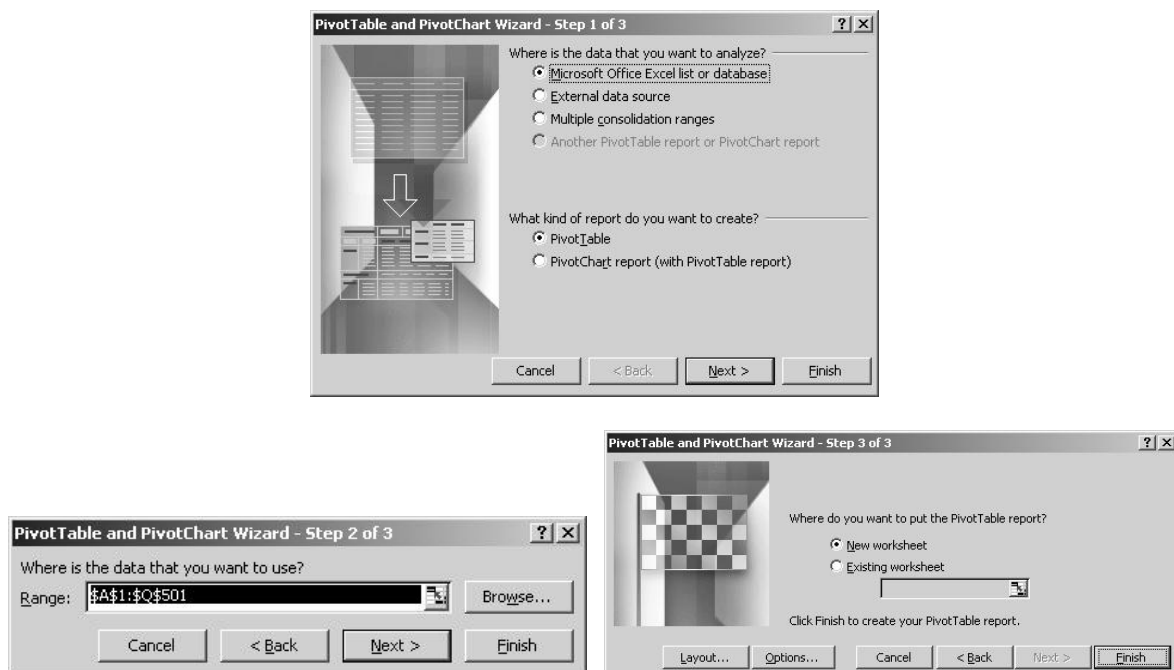 PivotTable and PivotChart Wizard - Step 1 of 3
Where is the data that you want to analyze?
Microsoft Office Excel list or database
External data source
Multiple consolidation ranges
Another PivotTable report or PivotChart report
What kind of report do you want to create?
PivotTable
PivotChart report (with PivotTable report)
Cancel < Back Next > Finish
PivotTable and PivotChart Wizard - Step 2 of 3
Where is the data that you want to use?
Range: $A$1:$Q$501 Browse...
Cancel < Back Next > Finish
PivotTable and PivotChart Wizard - Step 3 of 3
Where do you want to put the PivotTable report?
New worksheet
Existing worksheet
Click Finish to create your PivotTable report.
Layout... Options... Cancel < Back Next > Finish